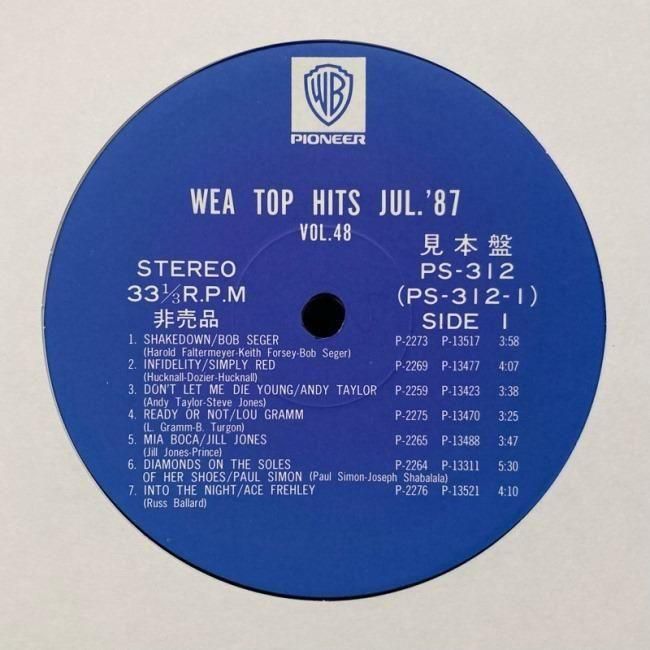 WB
PIONEER
WEA TOP HITS JUL.'87
VOL.48
STEREO
33 1/3 R.P.M
非売品
見本盤
PS-312
(PS-312-1)
SIDE 1
1. SHAKEDOWN/BOB SEGER P-2273 P-13517 3:58
(Harold Faltermeyer-Keith Forsey-Bob Seger)
2. INFIDELITY/SIMPLY RED P-2269 P-13477 4:07
(Hucknall-Dozier-Hucknall)
3. DON'T LET ME DIE YOUNG/ANDY TAYLOR P-2259 P-13423 3:38
(Andy Taylor-Steve Jones)
4. READY OR NOT/LOU GRAMM P-2275 P-13470 3:25
(L. Gramm-B. Turgon)
5. MIA BOCA/JILL JONES P-2265 P-13488 3:47
(Jill Jones-Prince)
6. DIAMONDS ON THE SOLES P-2264 P-13311 5:30
OF HER SHOES/PAUL SIMON (Paul Simon-Joseph Shabalala)
7. INTO THE NIGHT/ACE FREHLEY P-2276 P-13521 4:10
(Russ Ballard)